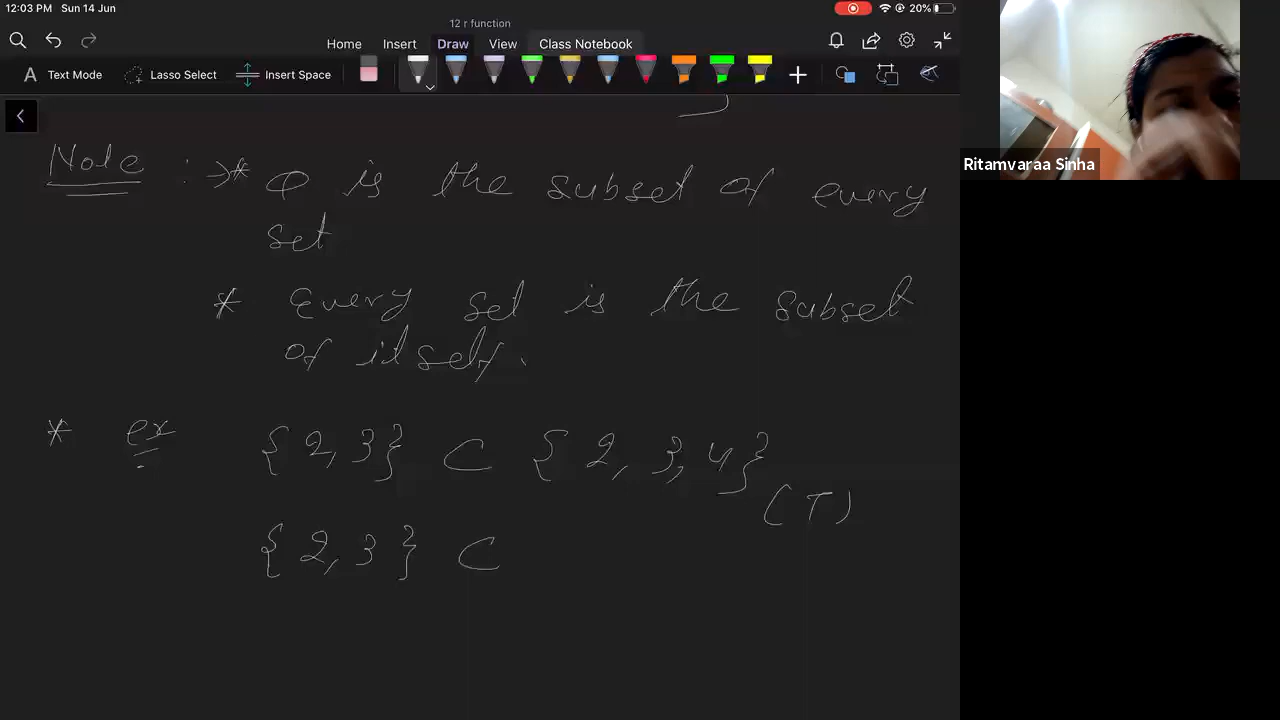 12:03 PM Sun 14 Jun
20%
12 r function
Home Insert Draw View Class Notebook
A Text Mode Lasso Select Insert Space
Note :→* φ is the subset of every
set
* Every set is the subset
of itself.
* ex {2,3} ⊂ {2, 3, 4}
(T)
{2,3} ⊂
Ritamvaraa Sinha